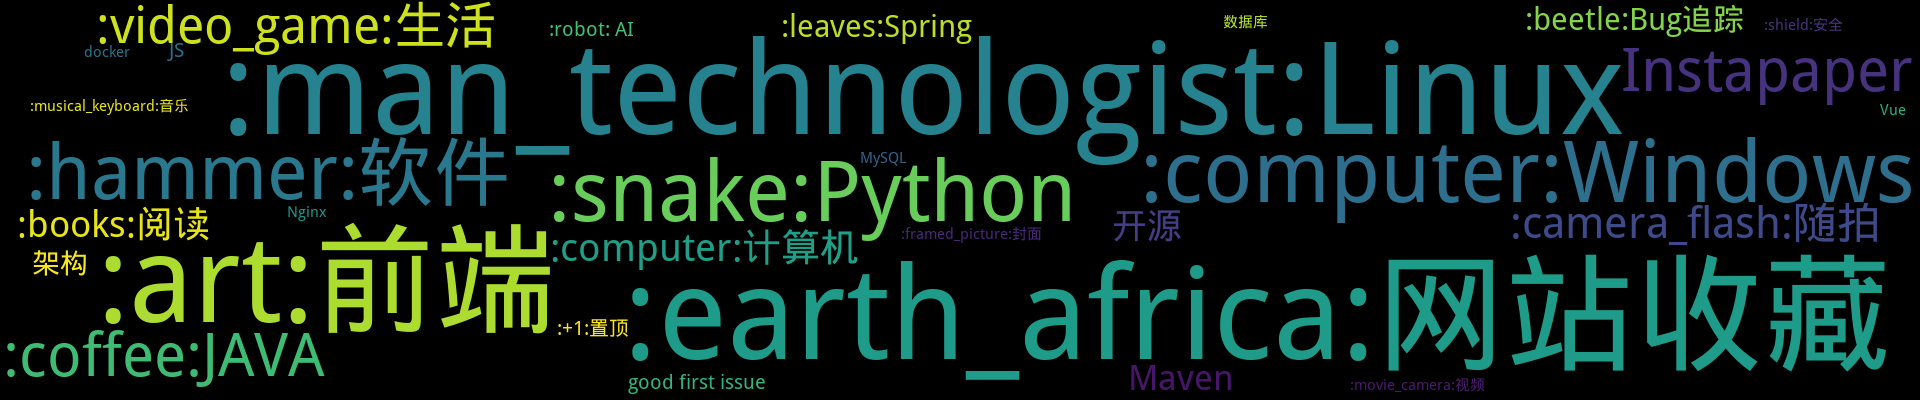 :video_game:生活
:robot: AI
:leaves:Spring
数据库
:beetle:Bug追踪
:shield:安全
docker
JS
:man_technologist:Linux
Instapaper
:musical_keyboard:音乐
Vue
:hammer:软件
:snake:Python
MySQL
:computer:Windows
:books:阅读
Nginx
:computer:计算机
:framed_picture:封面
开源
:camera_flash:随拍
架构
:art:前端
:earth_africa:网站收藏
:+1:置顶
:coffee:JAVA
good first issue
Maven
:movie_camera:视频